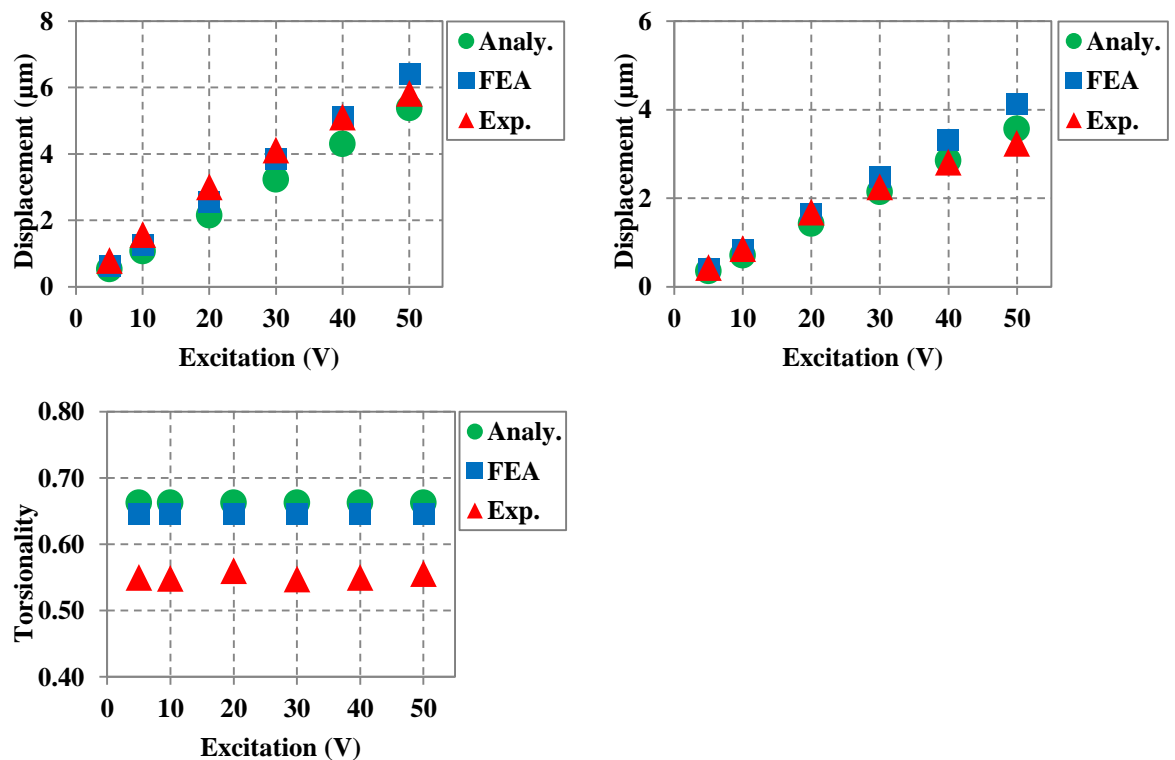 Displacement (µm)
8
6
4
2
0
0 10 20 30 40 50
Excitation (V)
Analy.
FEA
Exp.
Displacement (µm)
6
4
2
0
0 10 20 30 40 50
Excitation (V)
Analy.
FEA
Exp.
Torsionality
0.80
0.70
0.60
0.50
0.40
0 10 20 30 40 50
Excitation (V)
Analy.
FEA
Exp.